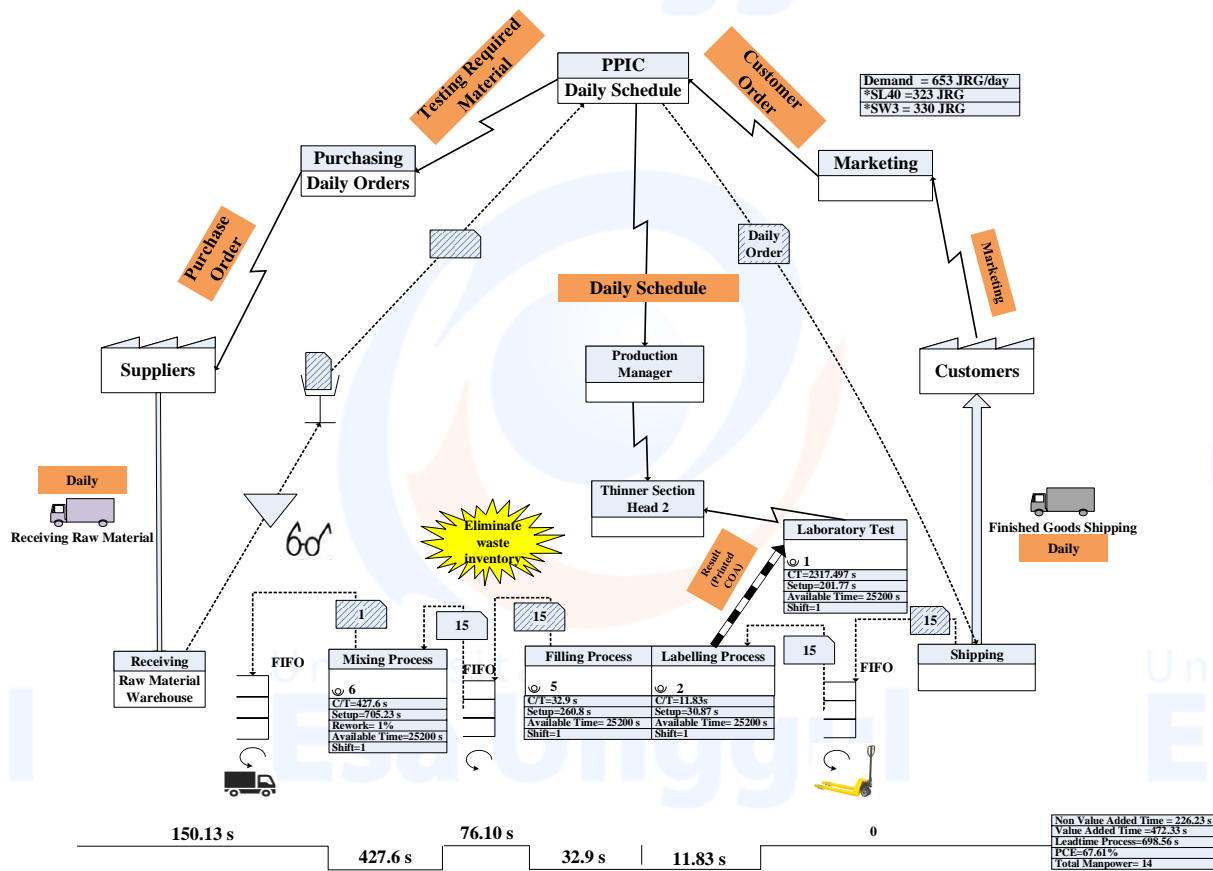 PPIC
Daily Schedule
Testing Required
Material
Customer
Order
Demand = 653 JRG/day
*SL40 =323 JRG
*SW3 = 330 JRG
Purchasing
Daily Orders
Marketing
Purchase
Order
Daily
Order
Marketing
Daily Schedule
Suppliers
Production
Manager
Customers
Daily
Receiving Raw Material
Thinner Section
Head 2
Eliminate
waste
inventory
Result
(Printed
COA)
Laboratory Test
1
CT=2317.497 s
Setup=201.77 s
Available Time= 25200 s
Shift=1
Finished Goods Shipping
Daily
1
15
15
15
15
Receiving
Raw Material
Warehouse
FIFO
Mixing Process
6
C/T=427.6 s
Setup=705.23 s
Rework= 1%
Available Time=25200 s
Shift=1
FIFO
Filling Process
5
C/T=32.9 s
Setup=260.8 s
Available Time= 25200 s
Shift=1
Labelling Process
2
C/T=11.83s
Setup=30.87 s
Available Time= 25200 s
Shift=1
FIFO
Shipping
Esa Unggul
150.13 s
427.6 s
76.10 s
32.9 s
11.83 s
0
Non Value Added Time = 226.23 s
Value Added Time =472.33 s
Leadtime Process=698.56 s
PCE=67.61%
Total Manpower= 14